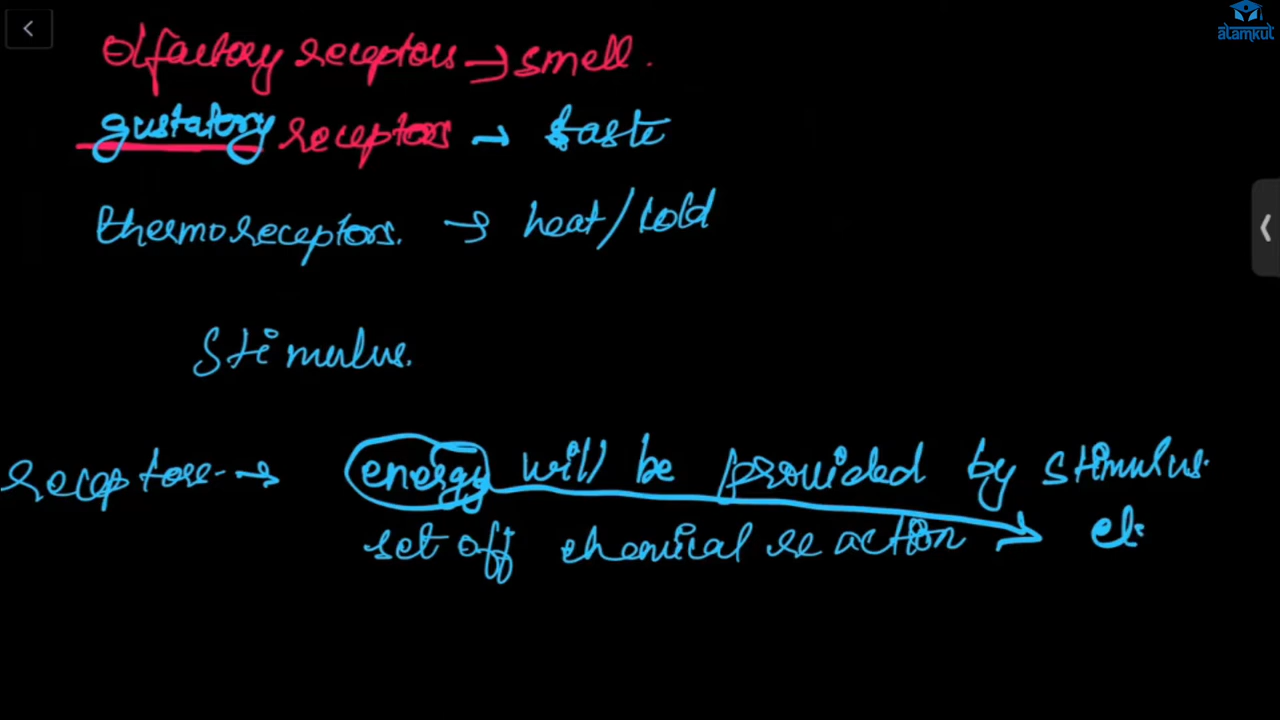 alamkul
Olfactory receptors → smell.
gustatory receptors → taste
thermoreceptors. → heat/cold
Stimulus.
receptors → energy will be provided by stimulus.
set off chemical reaction → el